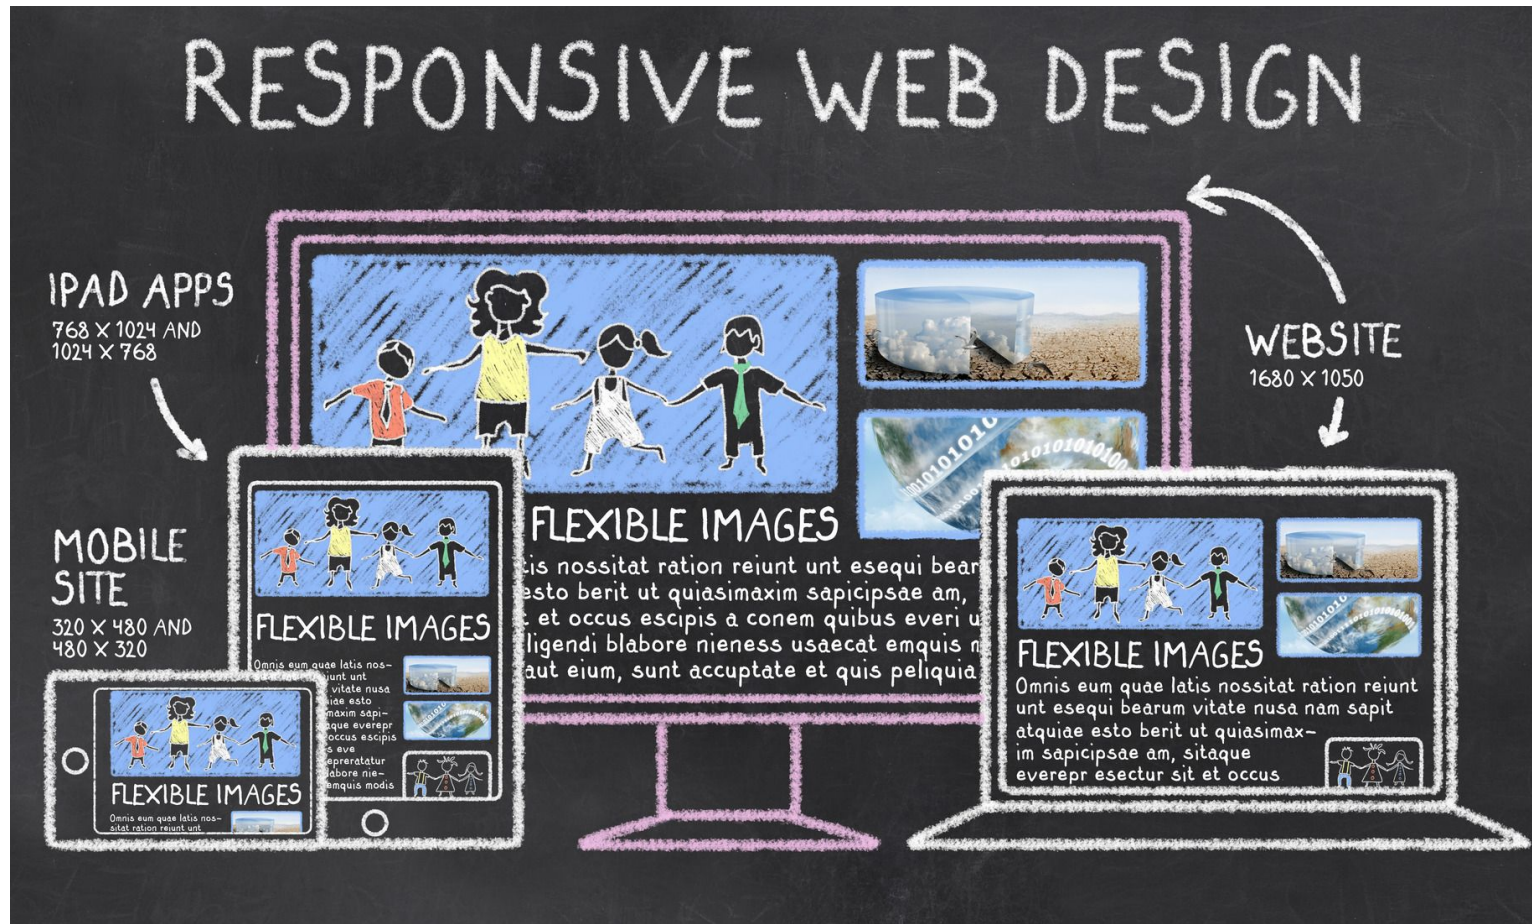 RESPONSIVE WEB DESIGN
IPAD APPS
768 X 1024 AND
1024 X 768
WEBSITE
1680 X 1050
MOBILE
SITE
320 X 480 AND
480 X 320
FLEXIBLE IMAGES
tis nossitat ration reiunt unt esequi bear
esto berit ut quiasimaxim sapicipsae am,
et occus escipis a conem quibus everi u
ligendi blabore nieness usaecat emquis n
aut eium, sunt accuptate et quis peliquia
010101010
01010101010100
FLEXIBLE IMAGES
Omnis eum quae latis nos-
iunt unt
vitate nusa
iae esto
maxim sapi-
aque everepr
occus escipis
s eve
epreratatur
labore nie-
emquis modis
FLEXIBLE IMAGES
Omnis eum quae latis nos-
sitat ration reiunt unt
FLEXIBLE IMAGES
Omnis eum quae latis nossitat ration reiunt
unt esequi bearum vitate nusa nam sapit
atquiae esto berit ut quiasimax-
im sapicipsae am, sitaque
everepr esectur sit et occus